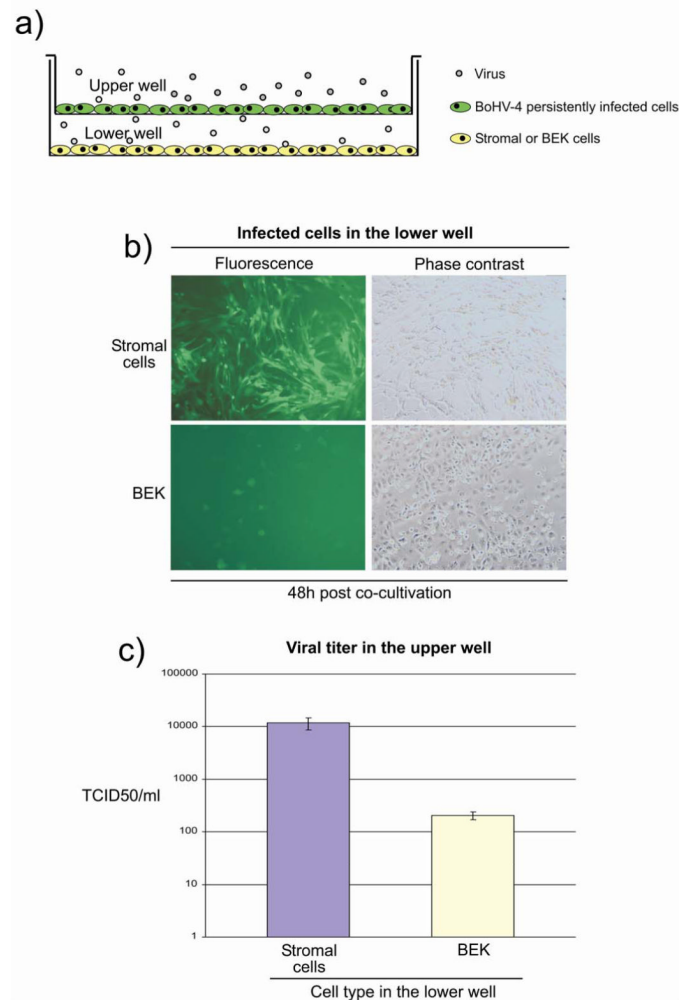 a)
Upper well
Lower well
Virus
BoHV-4 persistently infected cells
Stromal or BEK cells
b)
Infected cells in the lower well
Fluorescence Phase contrast
Stromal
cells
BEK
48h post co-cultivation
c)
Viral titer in the upper well
100000
10000
1000
100
10
1
TCID50/ml
Stromal
cells
BEK
Cell type in the lower well